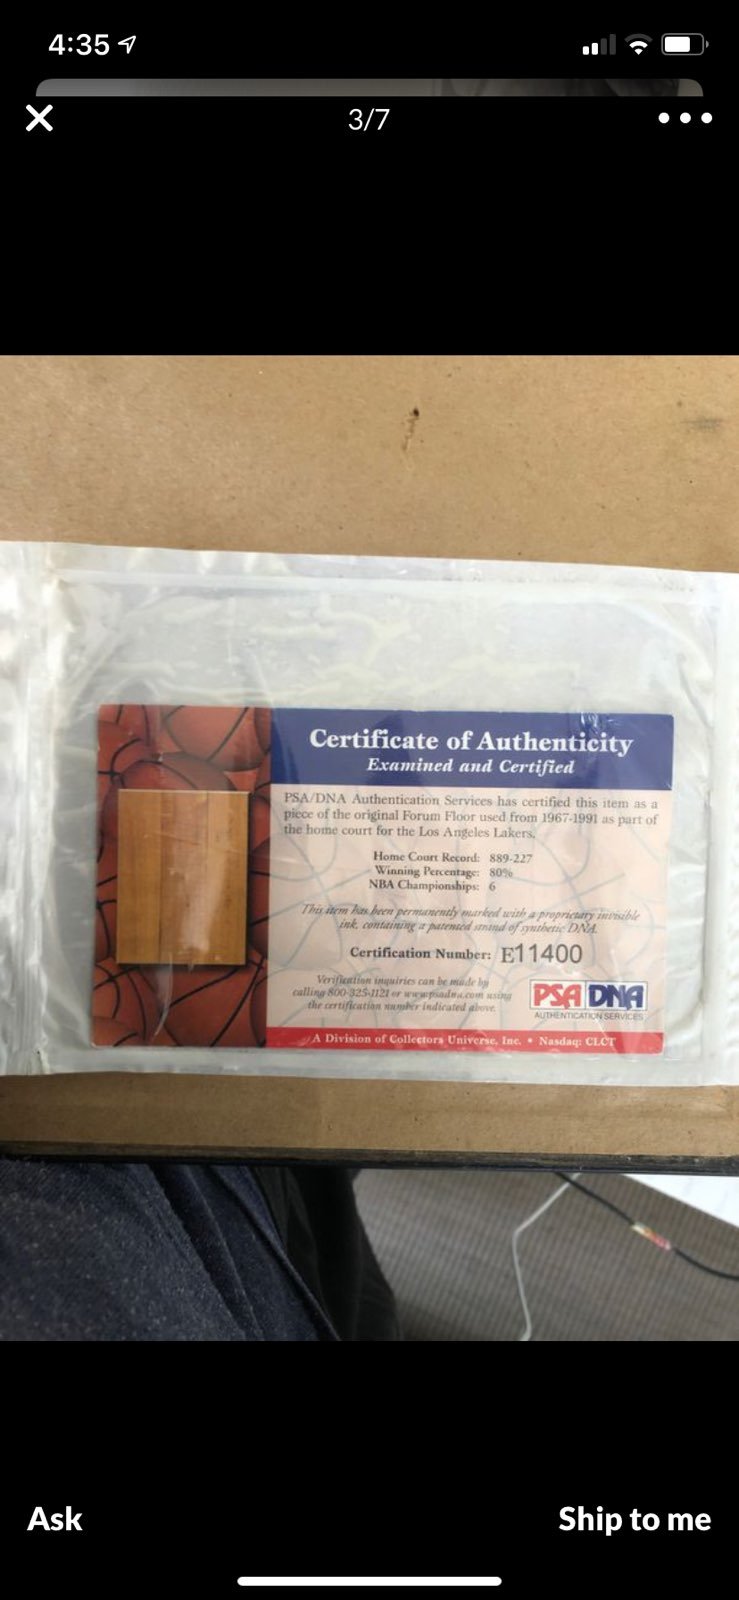 4:35
3/7
Certificate of Authenticity
Examined and Certified
PSA/DNA Authentication Services has certified this item as a
piece of the original Forum Floor used from 1967-1991 as part of
the home court for the Los Angeles Lakers.
Home Court Record: 889-227
Winning Percentage: 80%
NBA Championships: 6
This item has been permanently marked with a proprietary invisible
ink, containing a patented strand of synthetic DNA.
Certification Number: E11400
Verification inquiries can be made by
calling 800-325-1121 or www.psadna.com using
the certification number indicated above.
PSA DNA
AUTHENTICATION SERVICES
A Division of Collectors Universe, Inc. • Nasdaq: CLCT
Ask
Ship to me